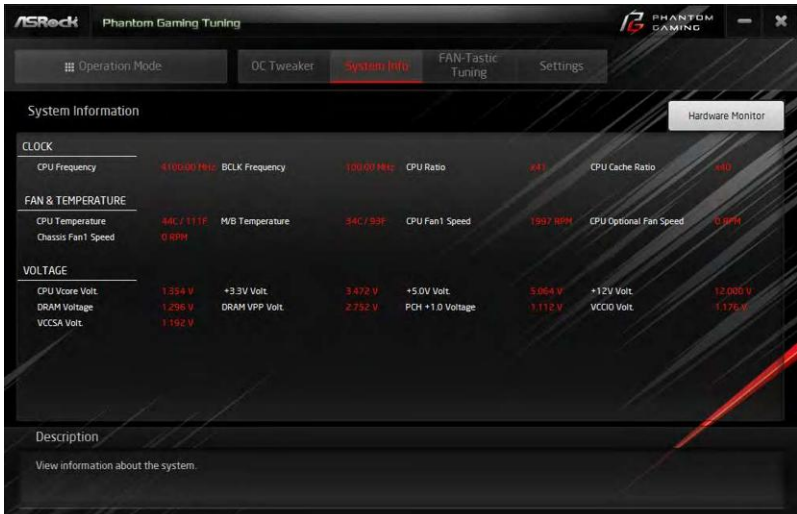 ASRock Phantom Gaming Tuning PHANTOM GAMING
Operation Mode OC Tweaker System Info FAN-Tastic Tuning Settings
System Information
Hardware Monitor
CLOCK
CPU Frequency 4100.00 MHz BCLK Frequency 100.00 MHz CPU Ratio x41 CPU Cache Ratio x40
FAN & TEMPERATURE
CPU Temperature 44C / 111F M/B Temperature 34C / 93F CPU Fan1 Speed 1997 RPM CPU Optional Fan Speed 0 RPM
Chassis Fan1 Speed 0 RPM
VOLTAGE
CPU Vcore Volt. 1.354 V +3.3V Volt. 3.472 V +5.0V Volt. 5.064 V +12V Volt. 12.000 V
DRAM Voltage 1.296 V DRAM VPP Volt. 2.752 V PCH +1.0 Voltage 1.112 V VCCIO Volt. 1.176 V
VCCSA Volt. 1.192 V
Description
View information about the system.